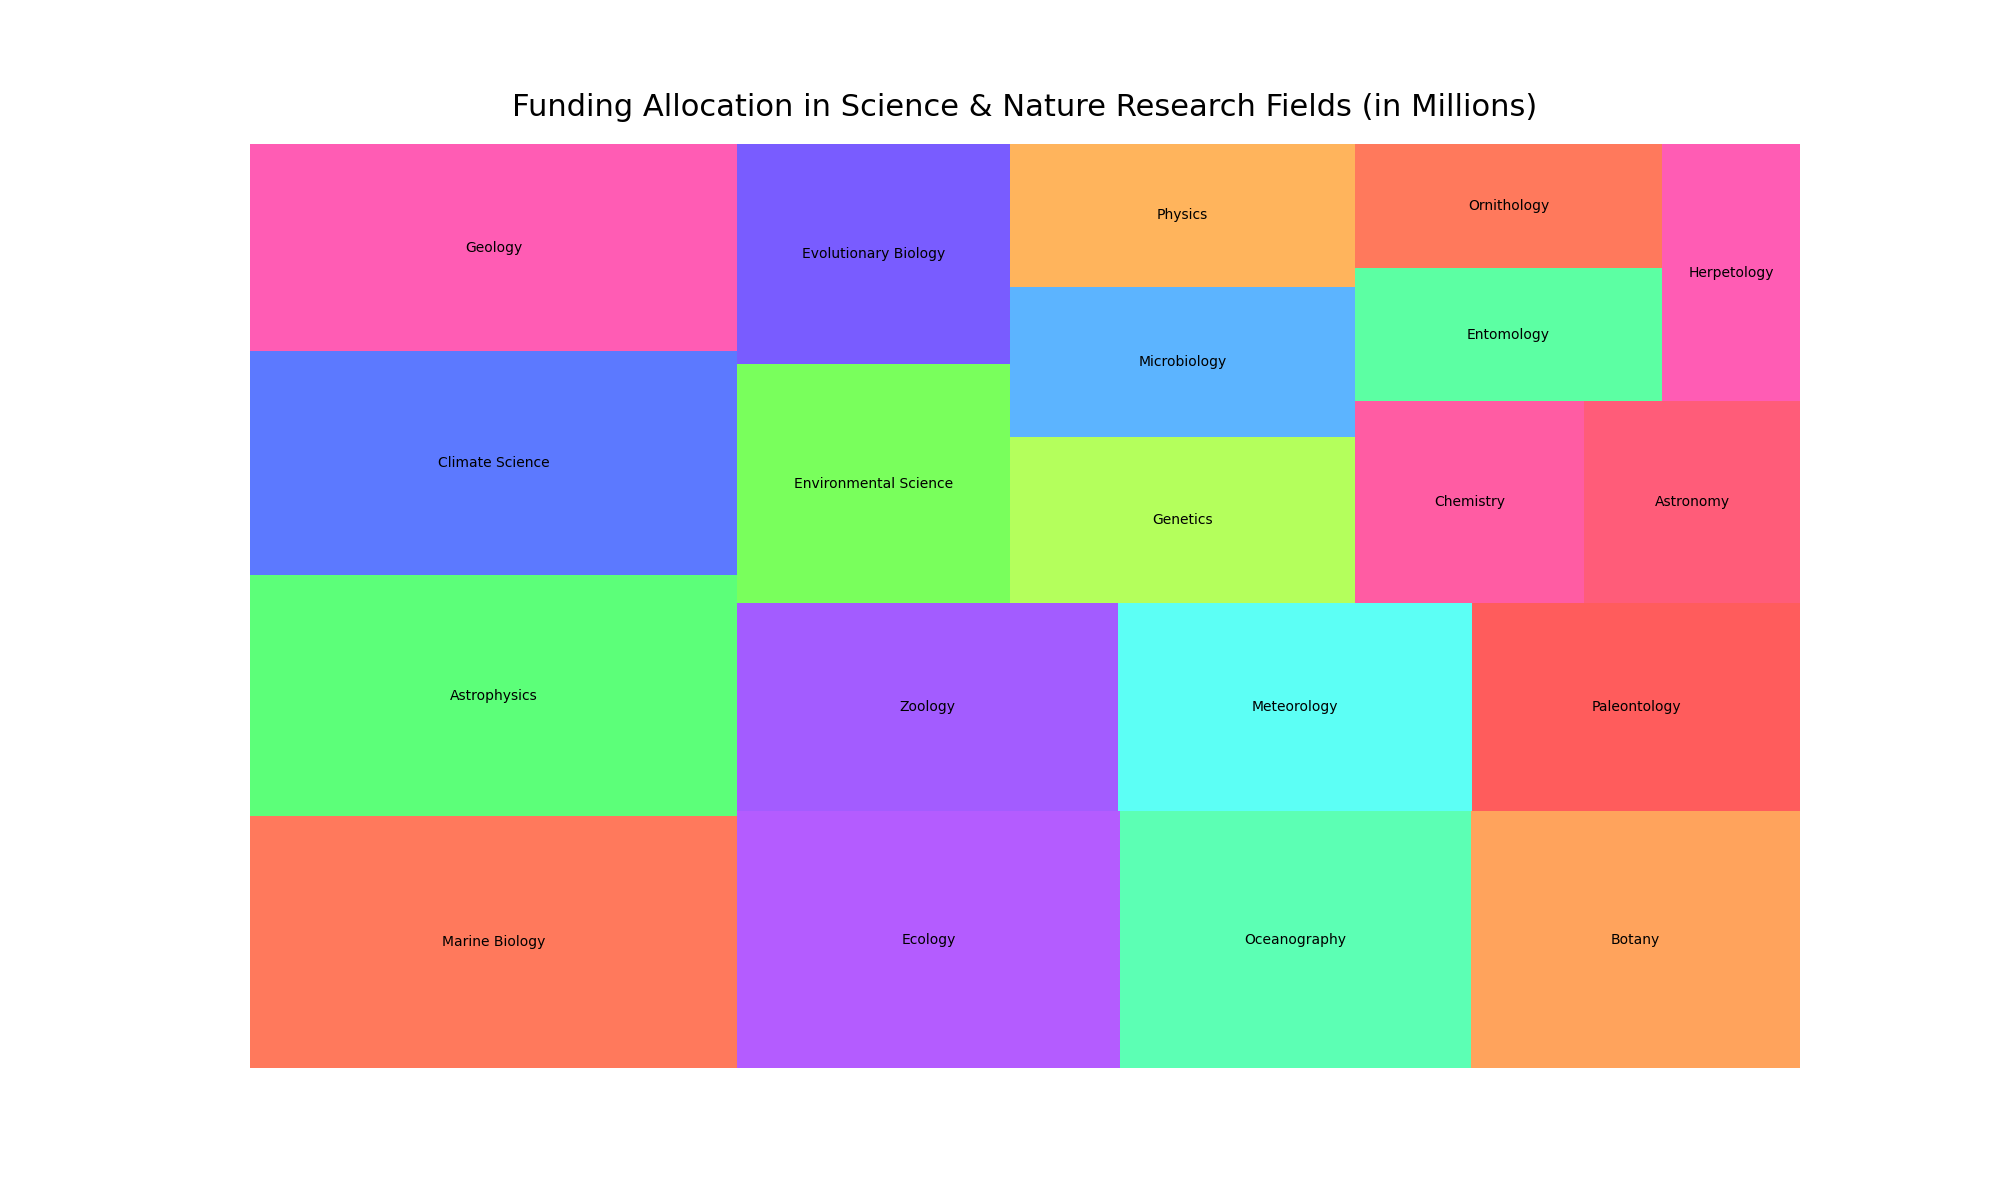 Funding Allocation in Science & Nature Research Fields (in Millions)
Geology
Evolutionary Biology
Physics
Ornithology
Herpetology
Entomology
Microbiology
Climate Science
Environmental Science
Genetics
Chemistry
Astronomy
Astrophysics
Zoology
Meteorology
Paleontology
Marine Biology
Ecology
Oceanography
Botany